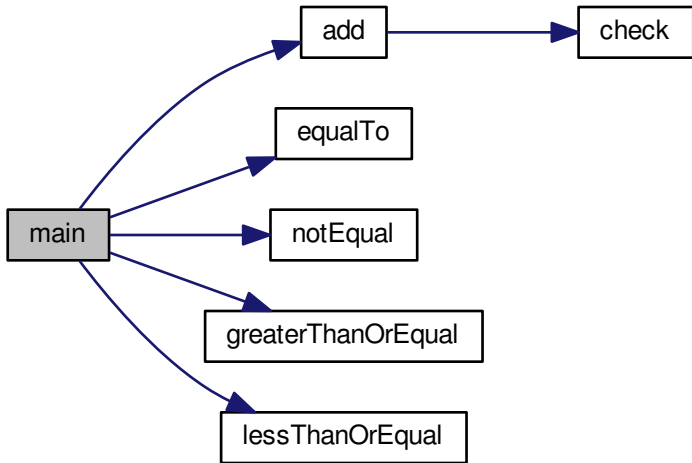 add
check
equalTo
main
notEqual
greaterThanOrEqual
lessThanOrEqual